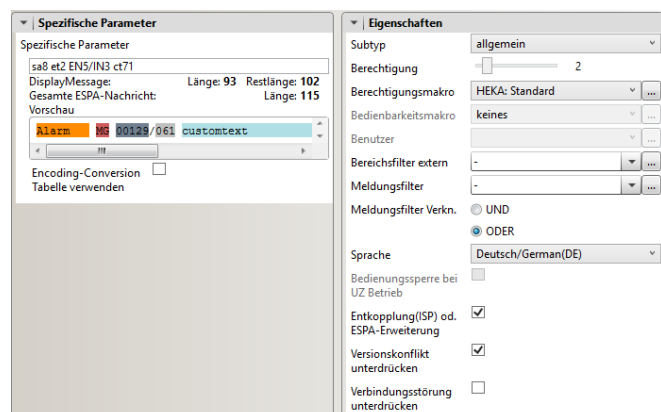 Spezifische Parameter
Spezifische Parameter
sa8 et2 EN5/IN3 ct71
DisplayMessage: Länge: 93 Restlänge: 102
Gesamte ESPA-Nachricht: Länge: 115
Vorschau
Alarm MG 00129/061 customtext
Encoding-Conversion
Tabelle verwenden
Eigenschaften
Subtyp allgemein
Berechtigung 2
Berechtigungsmakro HEKA: Standard ...
Bedienbarkeitsmakro keines ...
Benutzer ...
Bereichsfilter extern - ...
Meldungsfilter - ...
Meldungsfilter Verkn. UND
ODER
Sprache Deutsch/German(DE)
Bedienungssperre bei
UZ Betrieb
Entkopplung(ISP) od.
ESPA-Erweiterung
Versionskonflikt
unterdrücken
Verbindungsstörung
unterdrücken